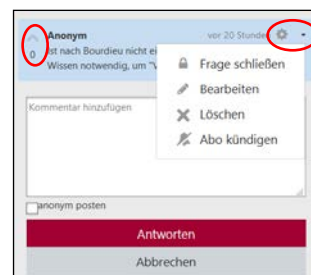 Anonym vor 20 Stunden
0 Ist nach Bourdieu nicht ei
Wissen notwendig, um "V
Frage schließen
Bearbeiten
Löschen
Abo kündigen
Kommentar hinzufügen
anonym posten
Antworten
Abbrechen